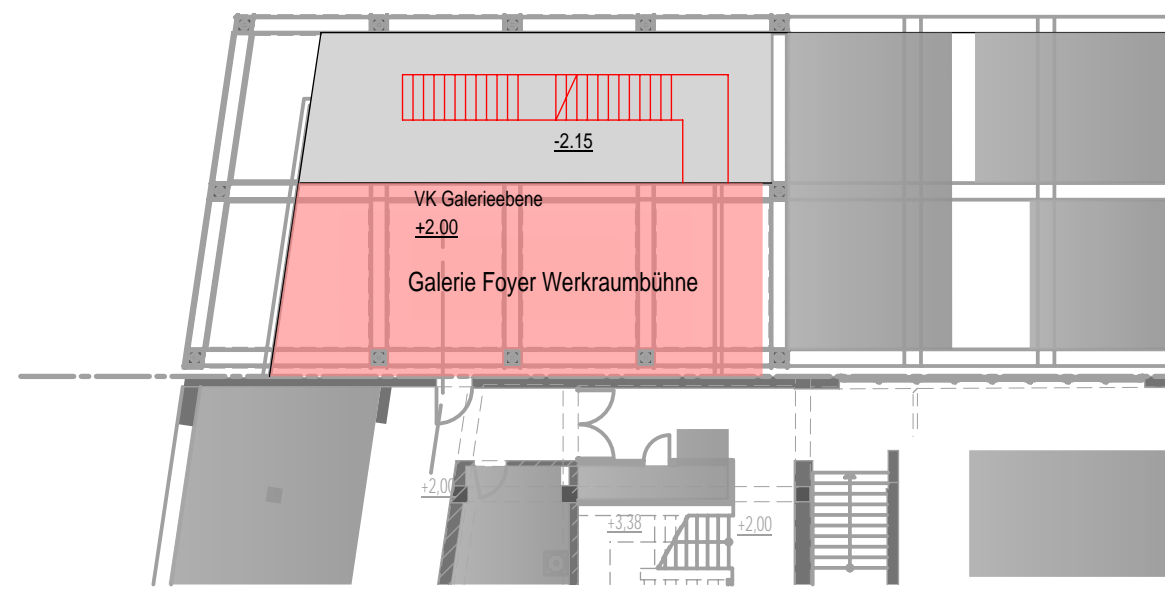 -2.15
VK Galerieebene
+2.00
Galerie Foyer Werkraumbühne
+2,00
+3,38
+2,00